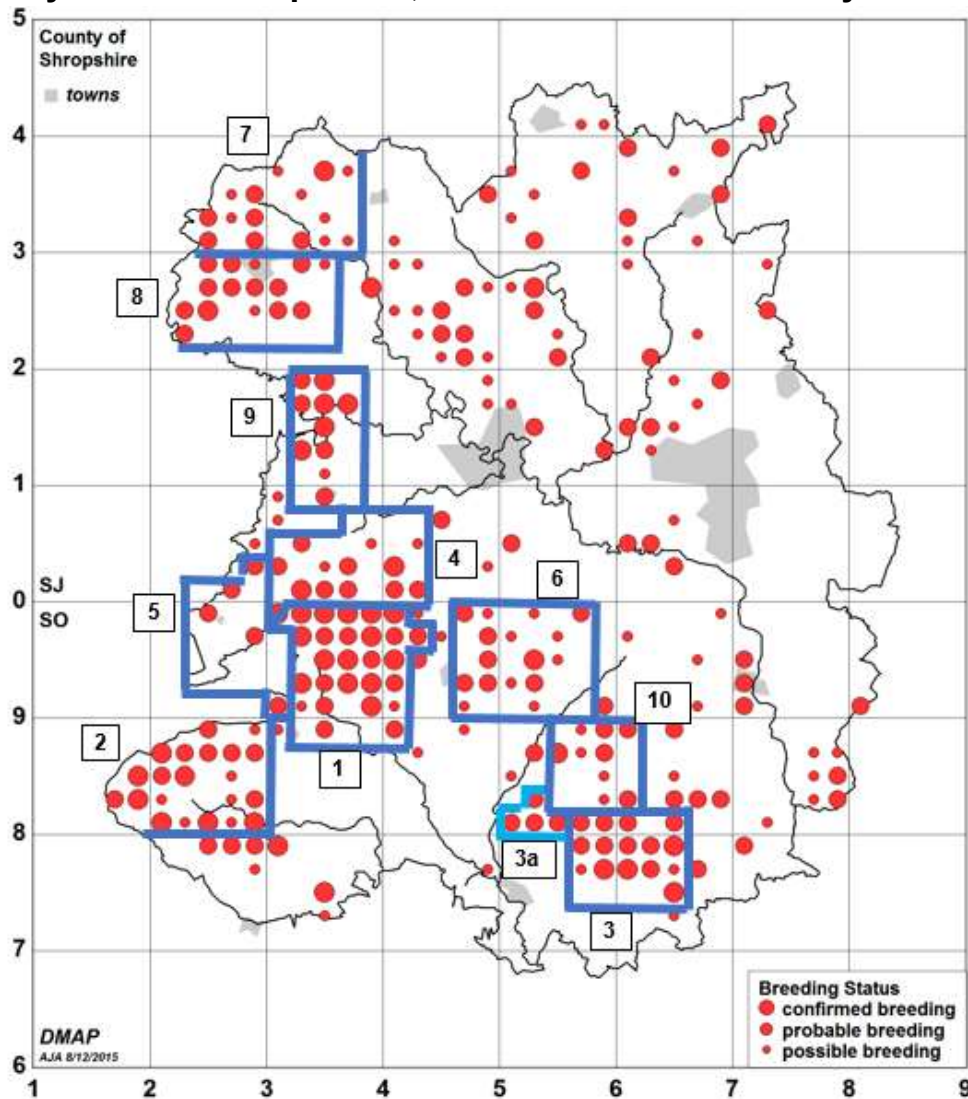 5
County of
Shropshire
towns
4
7
3
8
2
9
1
4
SJ
6
0
5
SO
10
9
2
1
8
3a
3
7
Breeding Status
confirmed breeding
probable breeding
possible breeding
DMAP
AJA 8/12/2015
6
1 2 3 4 5 6 7 8 9